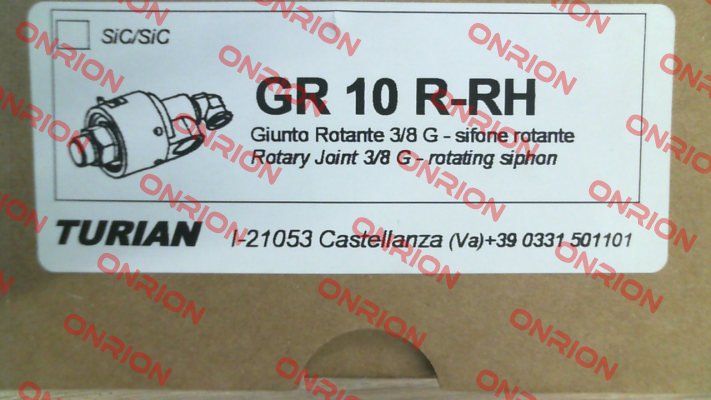 SiC/SiC
GR 10 R-RH
Giunto Rotante 3/8 G - sifone rotante
Rotary Joint 3/8 G - rotating siphon
TURIAN I-21053 Castellanza (Va)+39 0331 501101
ONRION